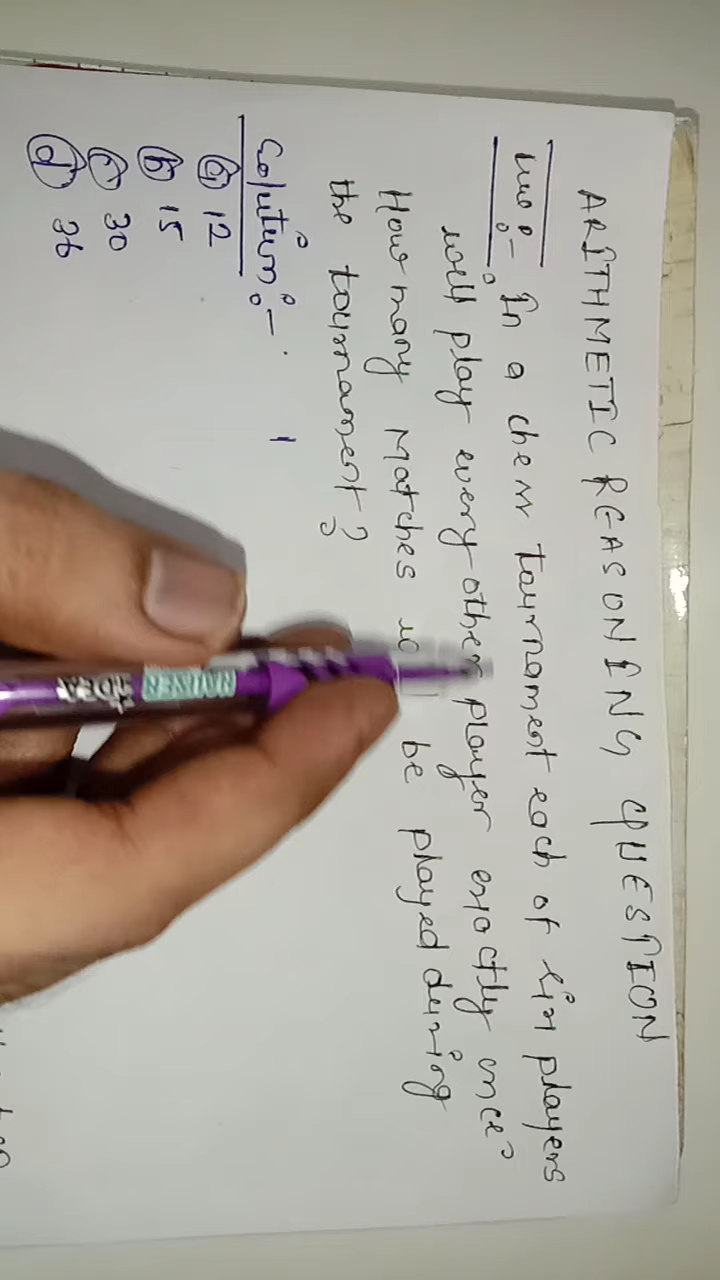 ARITHMETIC REASONING QUESTION
In a chess tournament each of six players
will play every other player exactly once?
How many Matches will be played during
the tournament?
Solution:-
(a) 12
(b) 15
(c) 30
(d) 36
HAUSER